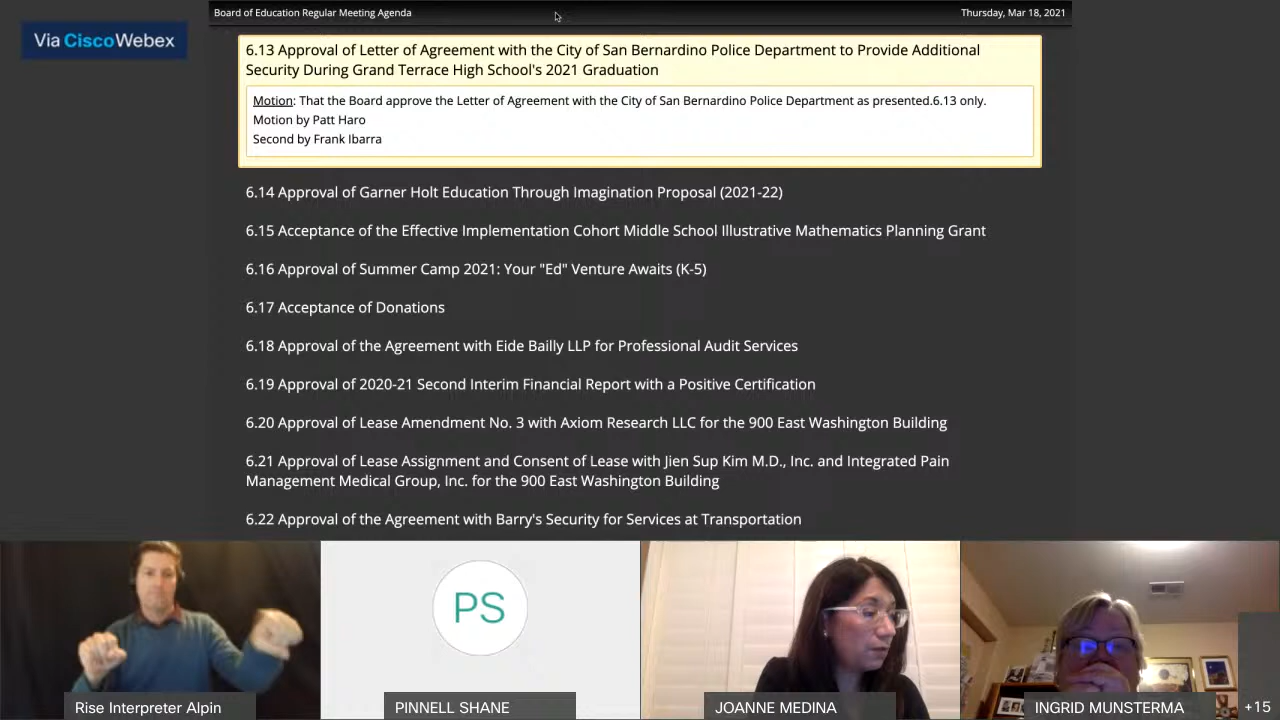 Board of Education Regular Meeting Agenda
Thursday, Mar 18, 2021
Via Cisco Webex
6.13 Approval of Letter of Agreement with the City of San Bernardino Police Department to Provide Additional
Security During Grand Terrace High School's 2021 Graduation
Motion: That the Board approve the Letter of Agreement with the City of San Bernardino Police Department as presented.6.13 only.
Motion by Patt Haro
Second by Frank Ibarra
6.14 Approval of Garner Holt Education Through Imagination Proposal (2021-22)
6.15 Acceptance of the Effective Implementation Cohort Middle School Illustrative Mathematics Planning Grant
6.16 Approval of Summer Camp 2021: Your "Ed" Venture Awaits (K-5)
6.17 Acceptance of Donations
6.18 Approval of the Agreement with Eide Bailly LLP for Professional Audit Services
6.19 Approval of 2020-21 Second Interim Financial Report with a Positive Certification
6.20 Approval of Lease Amendment No. 3 with Axiom Research LLC for the 900 East Washington Building
6.21 Approval of Lease Assignment and Consent of Lease with Jien Sup Kim M.D., Inc. and Integrated Pain
Management Medical Group, Inc. for the 900 East Washington Building
6.22 Approval of the Agreement with Barry's Security for Services at Transportation
PS
Rise Interpreter Alpin
PINNELL SHANE
JOANNE MEDINA
INGRID MUNSTERMA
+15